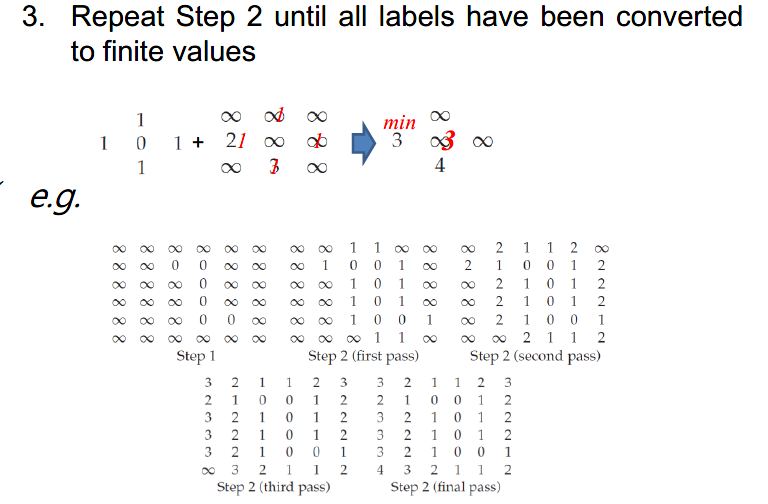 3. Repeat Step 2 until all labels have been converted
to finite values
1 ∞ ∞1 ∞ min ∞
1 0 1 + 21 ∞ ∞1 3 ∞3 ∞
1 ∞ 3 ∞ 4
e.g.
∞ ∞ ∞ ∞ ∞ ∞ ∞ ∞ 1 1 ∞ ∞ ∞ 2 1 1 2 ∞
∞ ∞ 0 0 ∞ ∞ ∞ 1 0 0 1 ∞ 2 1 0 0 1 2
∞ ∞ ∞ 0 ∞ ∞ ∞ ∞ 1 0 1 ∞ ∞ 2 1 0 1 2
∞ ∞ ∞ 0 ∞ ∞ ∞ ∞ 1 0 1 ∞ ∞ 2 1 0 1 2
∞ ∞ ∞ 0 0 ∞ ∞ ∞ 1 0 0 1 ∞ 2 1 0 0 1
∞ ∞ ∞ ∞ ∞ ∞ ∞ ∞ ∞ 1 1 ∞ ∞ ∞ 2 1 1 2
Step 1 Step 2 (first pass) Step 2 (second pass)
3 2 1 1 2 3 3 2 1 1 2 3
2 1 0 0 1 2 2 1 0 0 1 2
3 2 1 0 1 2 3 2 1 0 1 2
3 2 1 0 1 2 3 2 1 0 1 2
3 2 1 0 0 1 3 2 1 0 0 1
∞ 3 2 1 1 2 4 3 2 1 1 2
Step 2 (third pass) Step 2 (final pass)